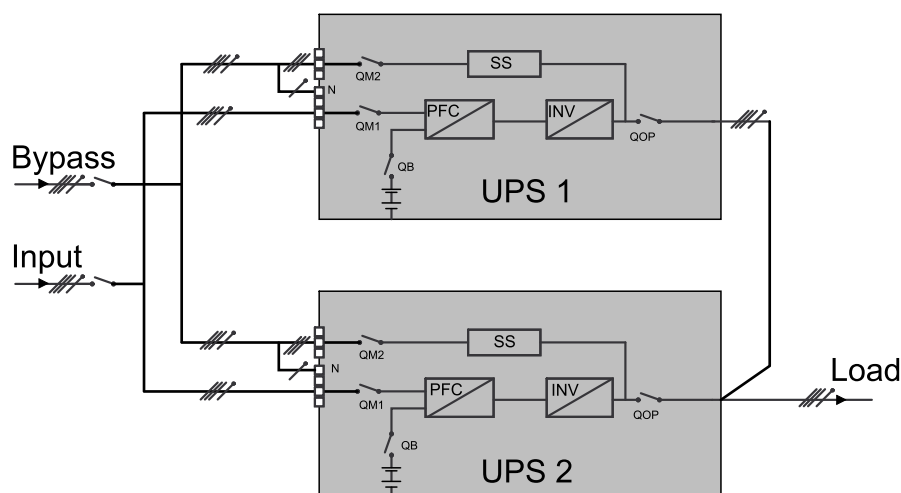 SS
QM2
N
PFC
INV
QM1
QOP
Bypass
QB
UPS 1
Input
SS
QM2
N
PFC
INV
Load
QM1
QOP
QB
UPS 2